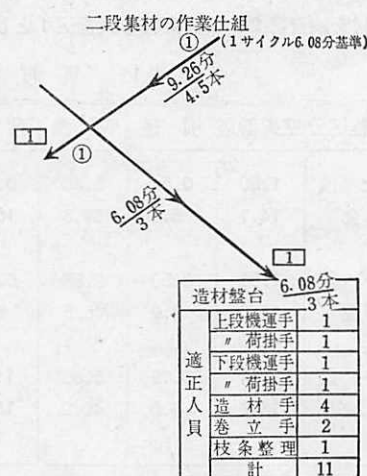 二段集材の作業仕組
① (1サイクル6.08分基準)
9.26分
4.5本
1
①
6.08分
3本
1
造材盤台 6.08分
3本
適正人員
上段機運手 1
〃 荷掛手 1
下段機運手 1
〃 荷掛手 1
造材手 4
巻立手 2
枝条整理 1
計 11